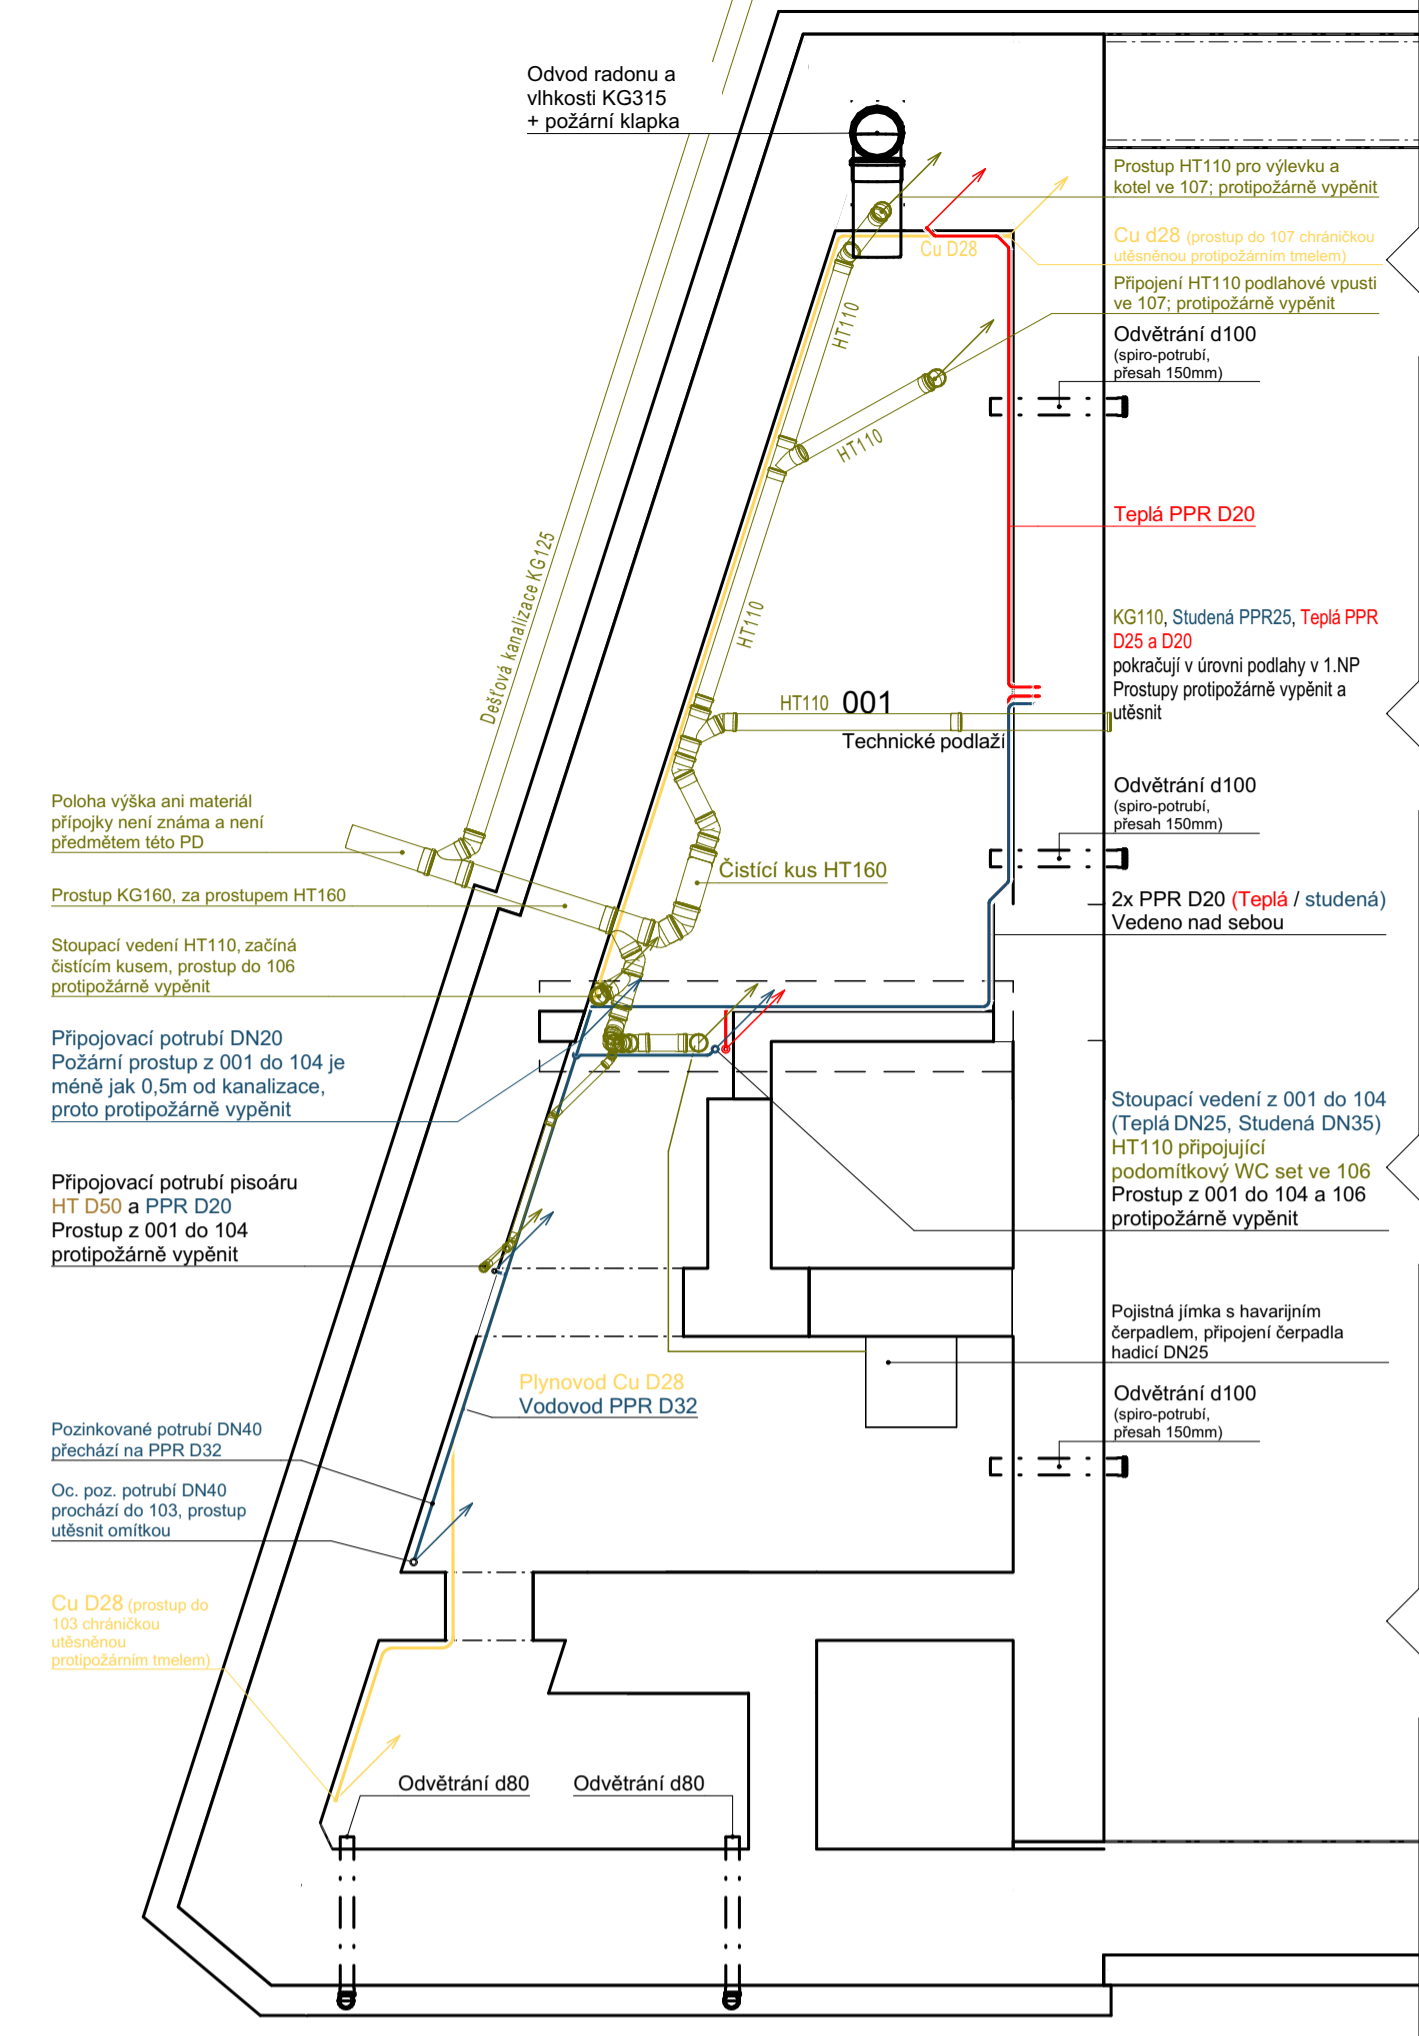 Odvod radonu a
vlhkosti KG315
+ požární klapka
Prostup HT110 pro výlevku a
kotel ve 107; protipožárně vypěnit
Cu D28
Cu d28 (prostup do 107 chráničkou
utěsněnou protipožárním tmelem)
Připojení HT110 podlahové vpusti
ve 107; protipožárně vypěnit
HT110
Odvětrání d100
(spiro-potrubí,
přesah 150mm)
HT110
Teplá PPR D20
Dešťová kanalizace KG125
HT110
KG110, Studená PPR25, Teplá PPR
D25 a D20
pokračují v úrovni podlahy v 1.NP
Prostupy protipožárně vypěnit a
utěsnit
HT110 001
Technické podlaží
Odvětrání d100
(spiro-potrubí,
přesah 150mm)
Poloha výška ani materiál
přípojky není známa a není
předmětem této PD
Čistící kus HT160
Prostup KG160, za prostupem HT160
2x PPR D20 (Teplá / studená)
Vedeno nad sebou
Stoupací vedení HT110, začíná
čistícím kusem, prostup do 106
protipožárně vypěnit
Připojovací potrubí DN20
Požární prostup z 001 do 104 je
méně jak 0,5m od kanalizace,
proto protipožárně vypěnit
Stoupací vedení z 001 do 104
(Teplá DN25, Studená DN35)
HT110 připojující
podomítkový WC set ve 106
Prostup z 001 do 104 a 106
protipožárně vypěnit
Připojovací potrubí pisoáru
HT D50 a PPR D20
Prostup z 001 do 104
protipožárně vypěnit
Pojistná jímka s havarijním
čerpadlem, připojení čerpadla
hadicí DN25
Plynovod Cu D28
Vodovod PPR D32
Odvětrání d100
(spiro-potrubí,
přesah 150mm)
Pozinkované potrubí DN40
přechází na PPR D32
Oc. poz. potrubí DN40
prochází do 103, prostup
utěsnit omítkou
Cu D28 (prostup do
103 chráničkou
utěsněnou
protipožárním tmelem)
Odvětrání d80
Odvětrání d80